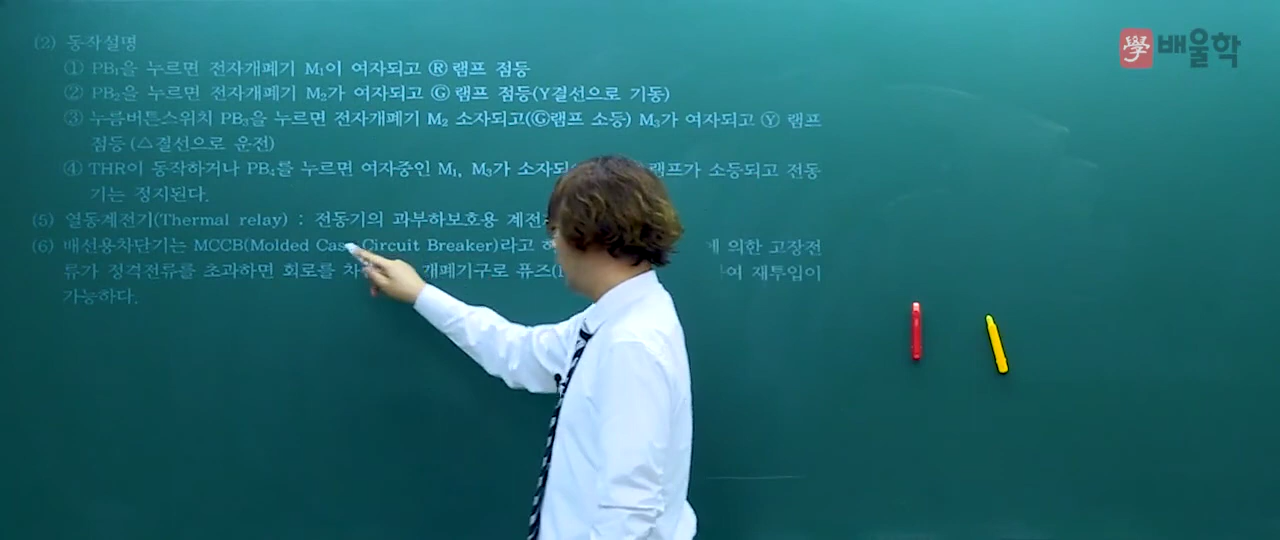 (2) 동작설명
① PB₁을 누르면 전자개폐기 M₁이 여자되고 Ⓡ램프 점등
② PB₂을 누르면 전자개폐기 M₂가 여자되고 Ⓖ램프 점등(Y결선으로 기동)
③ 누름버튼스위치 PB₃을 누르면 전자개폐기 M₂ 소자되고(Ⓖ램프 소등) M₃가 여자되고 Ⓨ 램프
점등 (△결선으로 운전)
④ THR이 동작하거나 PB₄를 누르면 여자중인 M₁, M₃가 램프가 소등되고 전동
기는 정지된다.
(5) 열동계전기(Thermal relay) : 전동기의 과부하보호용
(6) 배선용차단기는 MCCB(Molded Case Circuit Breaker)라고 의한 고장전
류가 정격전류를 초과하면 회로를 개폐기구로 퓨즈 재투입이
가능하다.
學 배울학